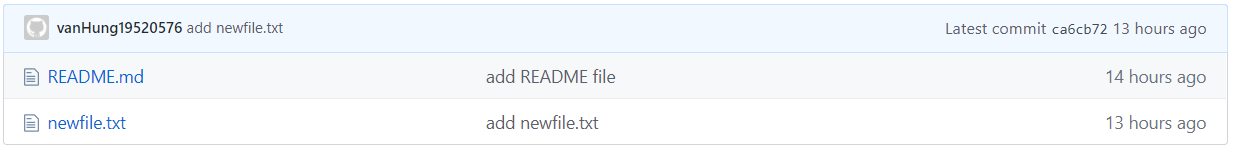 vanHung19520576 add newfile.txt Latest commit ca6cb72 13 hours ago
README.md add README file 14 hours ago
newfile.txt add newfile.txt 13 hours ago